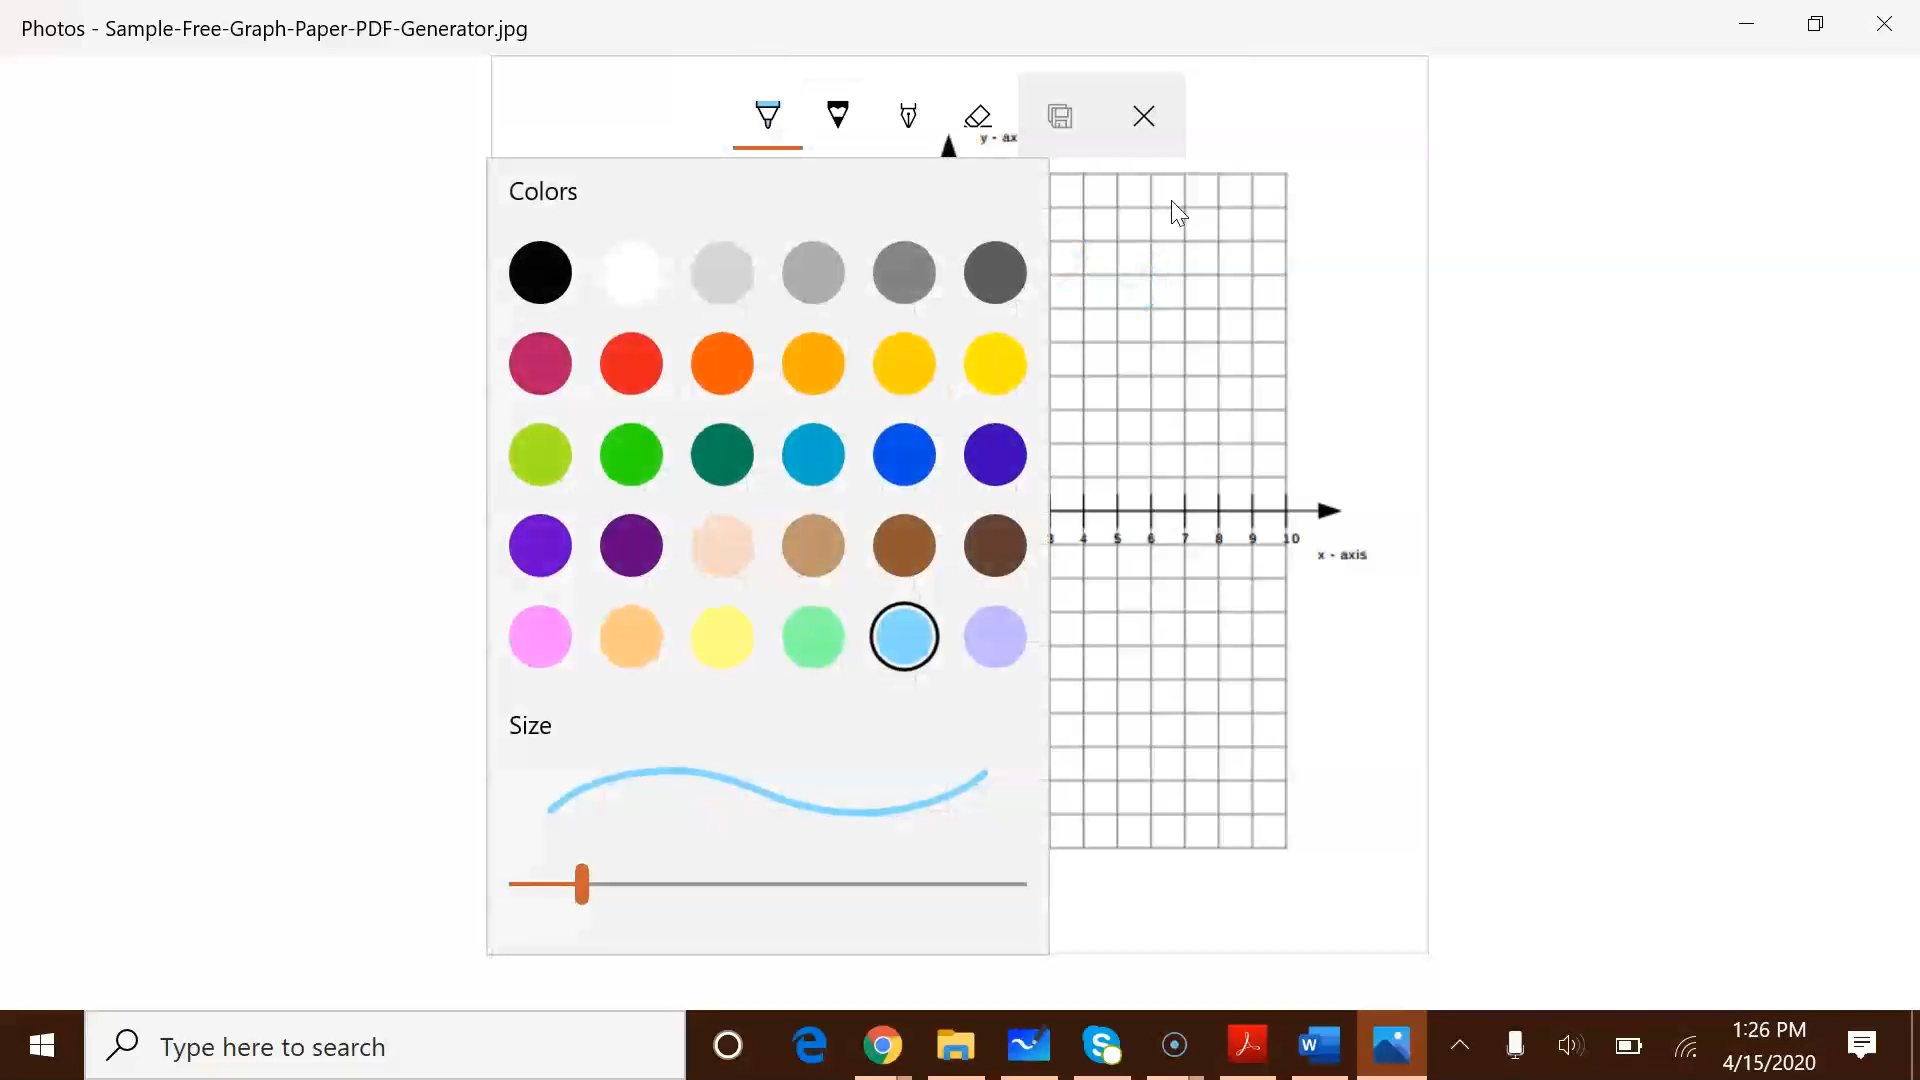 Photos - Sample-Free-Graph-Paper-PDF-Generator.jpg
y - ax
Colors
3 4 5 6 7 8 9 10
x - axis
Size
Type here to search
W
1:26 PM
4/15/2020